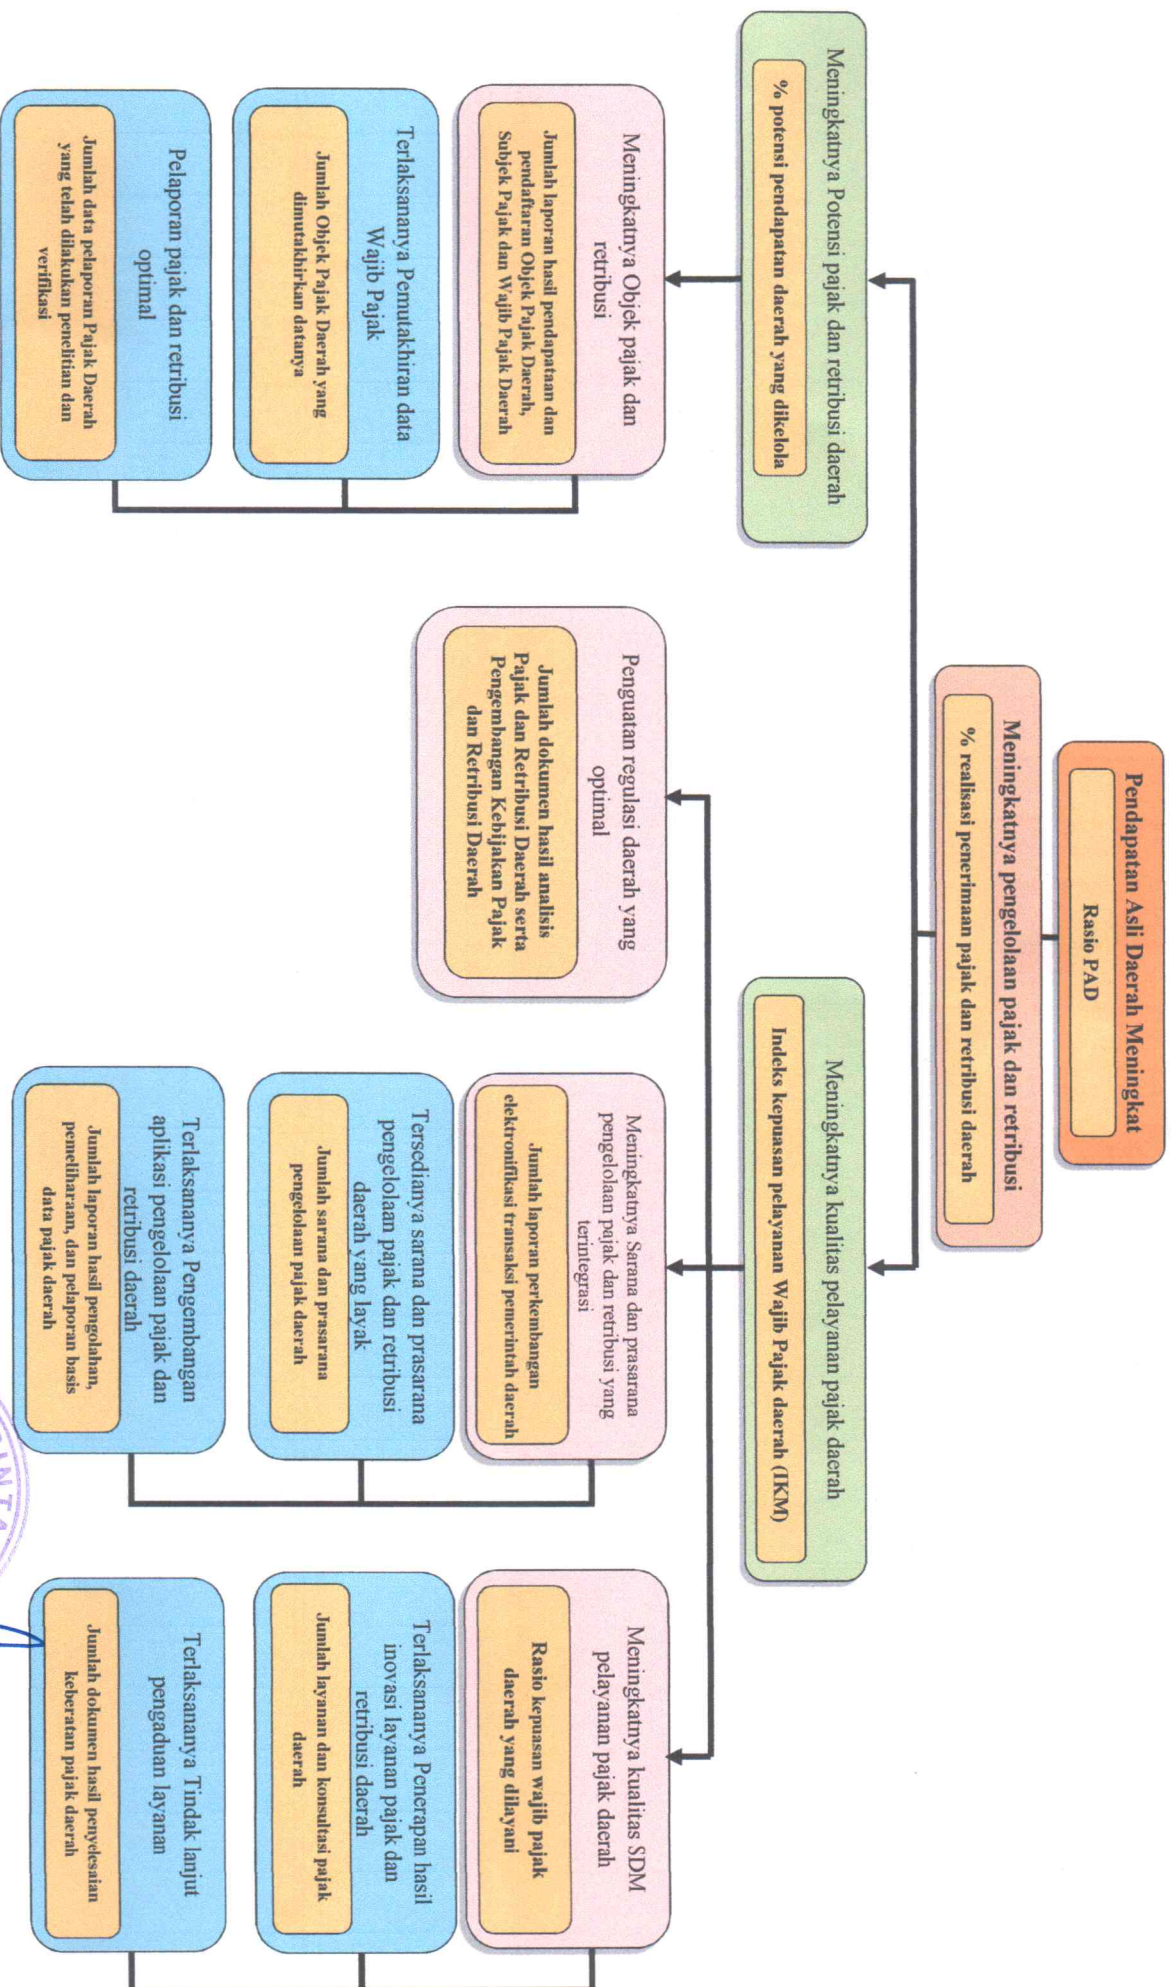 Pendapatan Asli Daerah Meningkat
Rasio PAD
Meningkatnya pengelolaan pajak dan retribusi
% realisasi penerimaan pajak dan retribusi daerah
Meningkatnya Potensi pajak dan retribusi daerah
% potensi pendapatan daerah yang dikelola
Meningkatnya kualitas pelayanan pajak daerah
Indeks kepuasan pelayanan Wajib Pajak daerah (IKM)
Meningkatnya Objek pajak dan
retribusi
Jumlah laporan hasil pendapataan dan
pendaftaran Objek Pajak Daerah,
Subjek Pajak dan Wajib Pajak Daerah
Terlaksananya Pemutakhiran data
Wajib Pajak
Jumlah Objek Pajak Daerah yang
dimutakhirkan datanya
Pelaporan pajak dan retribusi
optimal
Jumlah data pelaporan Pajak Daerah
yang telah dilakukan penelitian dan
verifikasi
Penguatan regulasi daerah yang
optimal
Jumlah dokumen hasil analisis
Pajak dan Retribusi Daerah serta
Pengembangan Kebijakan Pajak
dan Retribusi Daerah
Meningkatnya Sarana dan prasarana
pengelolaan pajak dan retribusi yang
terintegrasi
Jumlah laporan perkembangan
elektronifikasi transaksi pemerintah daerah
Tersedianya sarana dan prasarana
pengelolaan pajak dan retribusi
daerah yang layak
Jumlah sarana dan prasarana
pengelolaan pajak daerah
Terlaksananya Pengembangan
aplikasi pengelolaan pajak dan
retribusi daerah
Jumlah laporan hasil pengolahan,
pemeliharaan, dan pelaporan basis
data pajak daerah
Meningkatnya kualitas SDM
pelayanan pajak daerah
Rasio kepuasan wajib pajak
daerah yang dilayani
Terlaksananya Penerapan hasil
inovasi layanan pajak dan
retribusi daerah
Jumlah layanan dan konsultasi pajak
daerah
Terlaksananya Tindak lanjut
pengaduan layanan
Jumlah dokumen hasil penyelesaian
keberatan pajak daerah